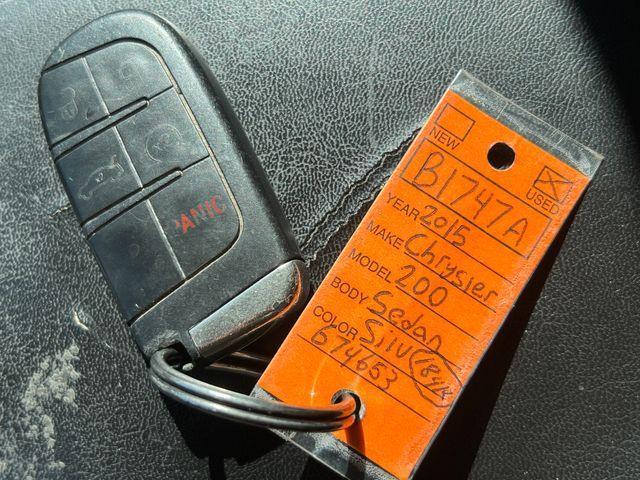 PANIC
NEW
USED
B1747A
YEAR 2015
MAKE Chrysler
MODEL 200
BODY Sedan
COLOR Silv
674653